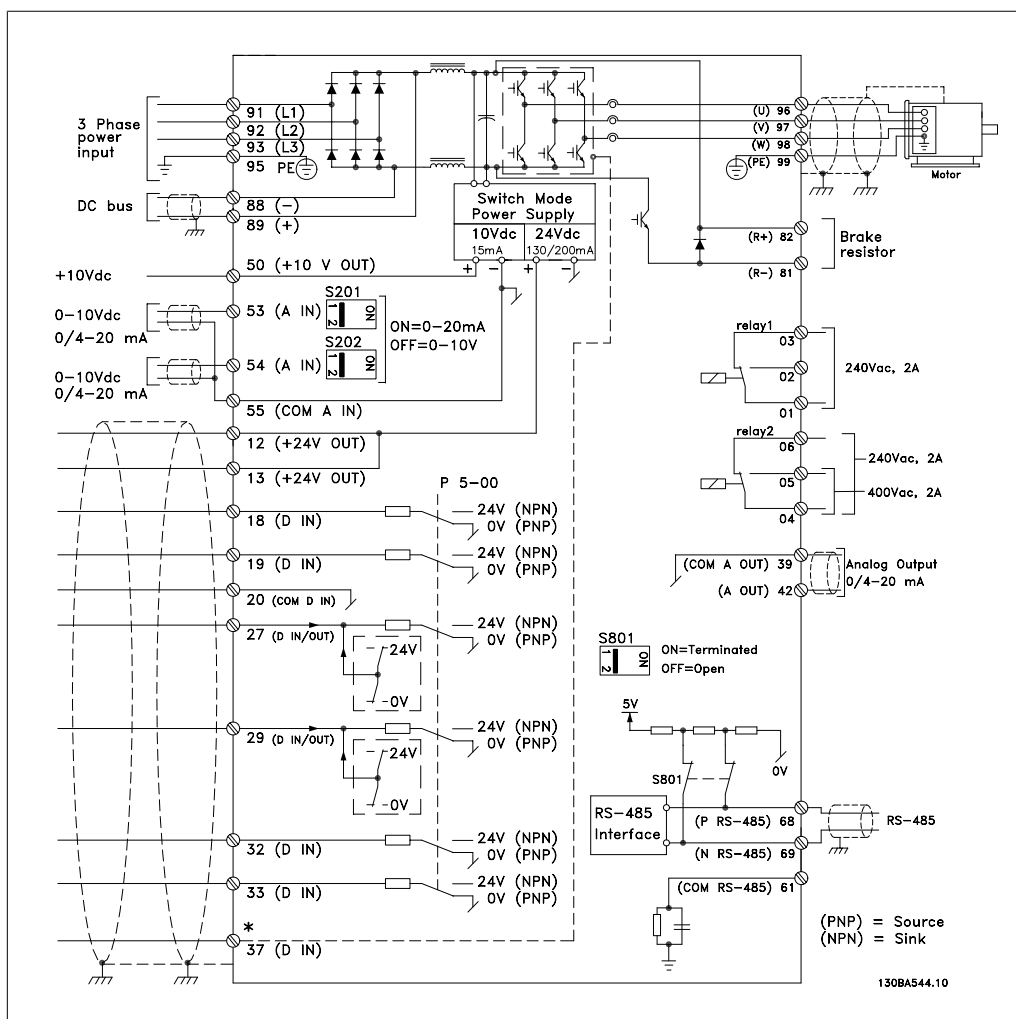 3 Phase
power
input
91 (L1)
92 (L2)
93 (L3)
95 PE
DC bus
88 (-)
89 (+)
+10Vdc
50 (+10 V OUT)
0-10Vdc
0/4-20 mA
53 (A IN)
S201
1 2
ON
0-10Vdc
0/4-20 mA
54 (A IN)
S202
1 2
ON
ON=0-20mA
OFF=0-10V
55 (COM A IN)
12 (+24V OUT)
13 (+24V OUT)
P 5-00
18 (D IN)
24V (NPN)
0V (PNP)
19 (D IN)
24V (NPN)
0V (PNP)
20 (COM D IN)
27 (D IN/OUT)
24V (NPN)
0V (PNP)
24V
0V
29 (D IN/OUT)
24V (NPN)
0V (PNP)
24V
0V
32 (D IN)
24V (NPN)
0V (PNP)
33 (D IN)
24V (NPN)
0V (PNP)
*
37 (D IN)
Switch Mode
Power Supply
10Vdc
15mA
24Vdc
130/200mA
+ - + -
(U) 96
(V) 97
(W) 98
(PE) 99
Motor
(R+) 82
(R-) 81
Brake
resistor
relay1
03
02
01
240Vac, 2A
relay2
06
05
04
240Vac, 2A
400Vac, 2A
(COM A OUT) 39
(A OUT) 42
Analog Output
0/4-20 mA
S801
1 2
ON
ON=Terminated
OFF=Open
5V
0V
S801
RS-485
Interface
(P RS-485) 68
(N RS-485) 69
RS-485
(COM RS-485) 61
(PNP) = Source
(NPN) = Sink
130BA544.10